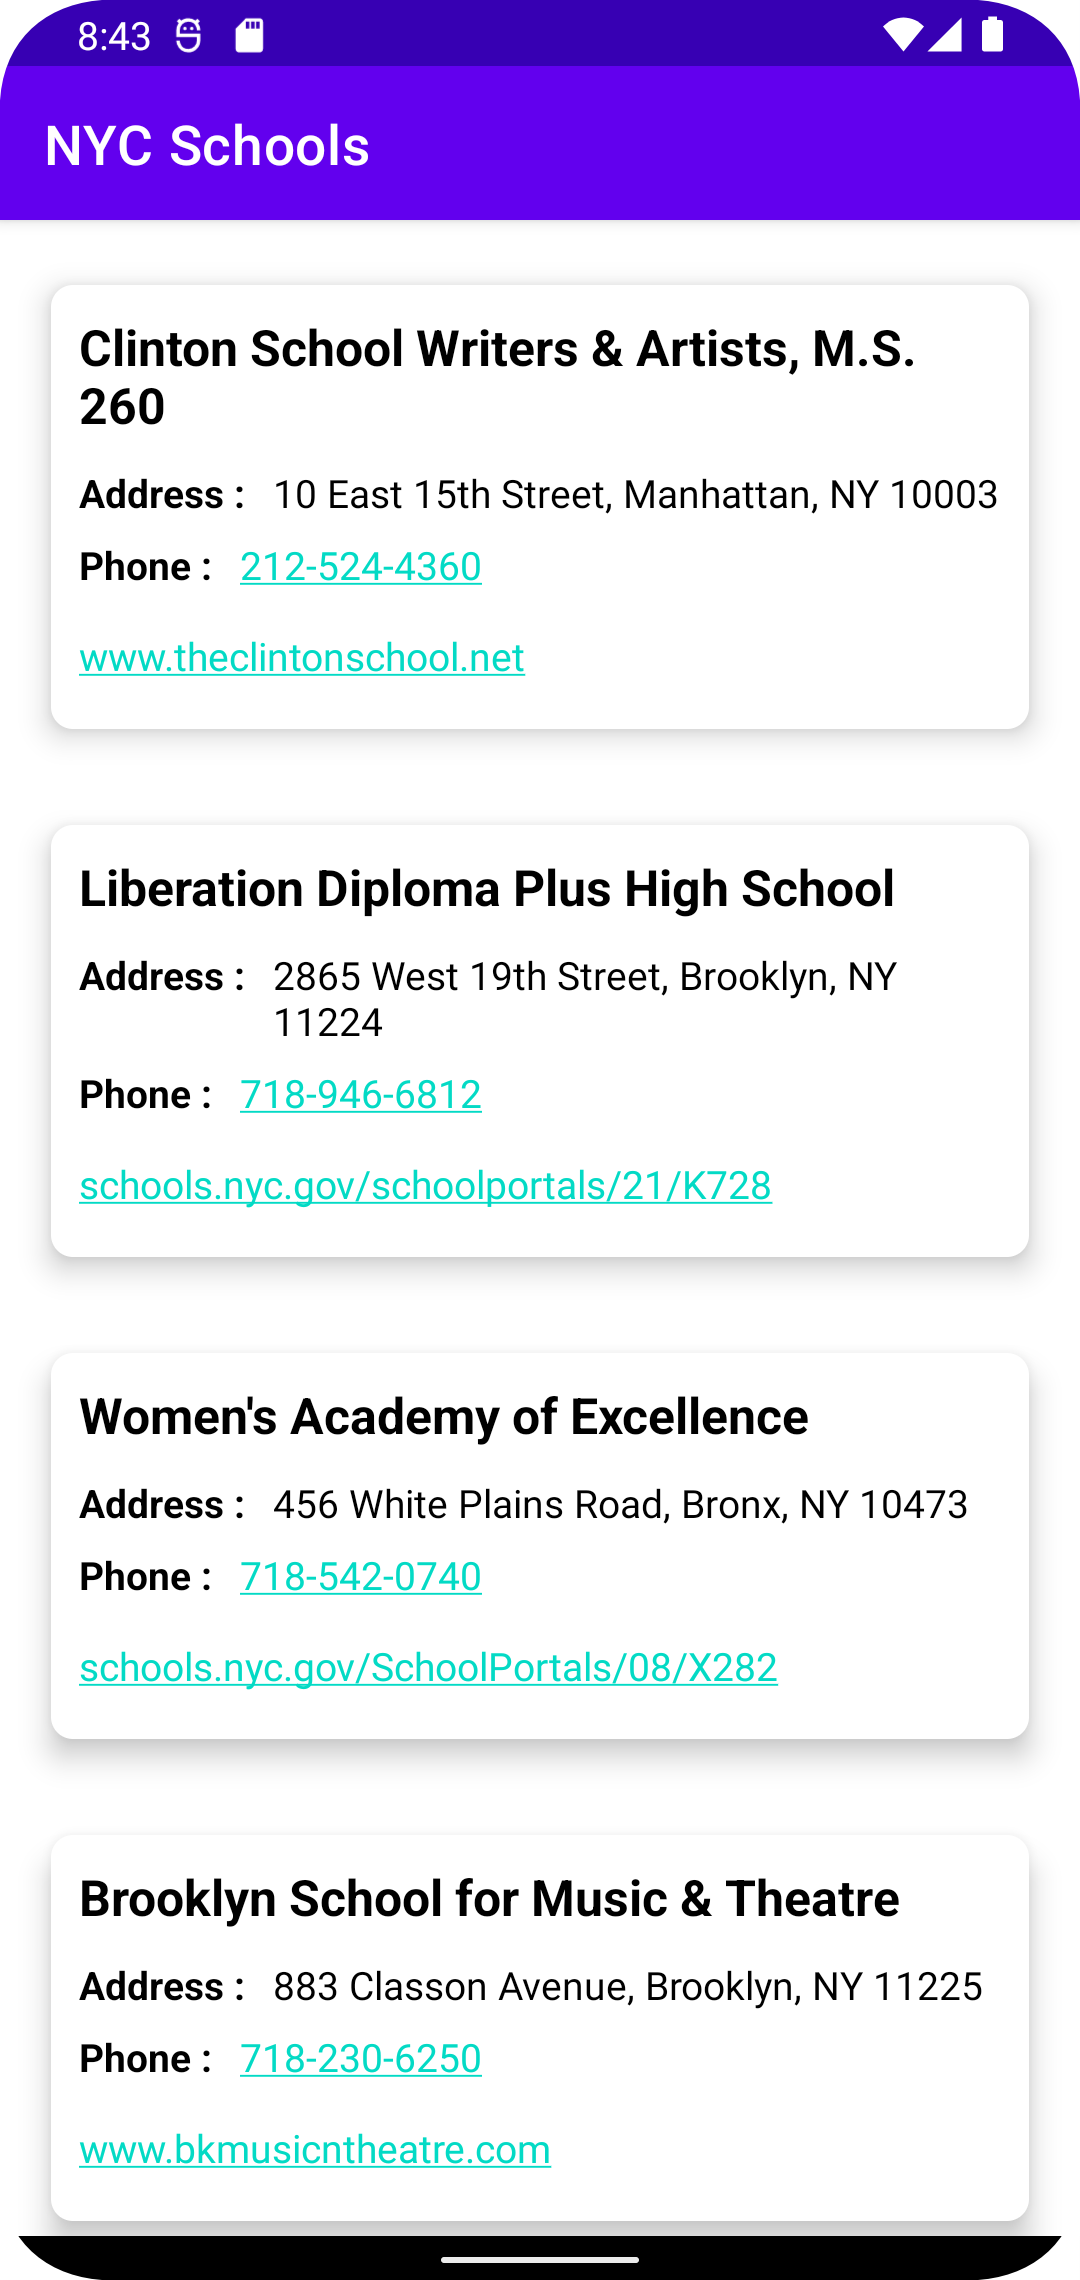 8:43
NYC Schools
Clinton School Writers & Artists, M.S.
260
Address : 10 East 15th Street, Manhattan, NY 10003
Phone : 212-524-4360
www.theclintonschool.net
Liberation Diploma Plus High School
Address : 2865 West 19th Street, Brooklyn, NY
11224
Phone : 718-946-6812
schools.nyc.gov/schoolportals/21/K728
Women's Academy of Excellence
Address : 456 White Plains Road, Bronx, NY 10473
Phone : 718-542-0740
schools.nyc.gov/SchoolPortals/08/X282
Brooklyn School for Music & Theatre
Address : 883 Classon Avenue, Brooklyn, NY 11225
Phone : 718-230-6250
www.bkmusicntheatre.com